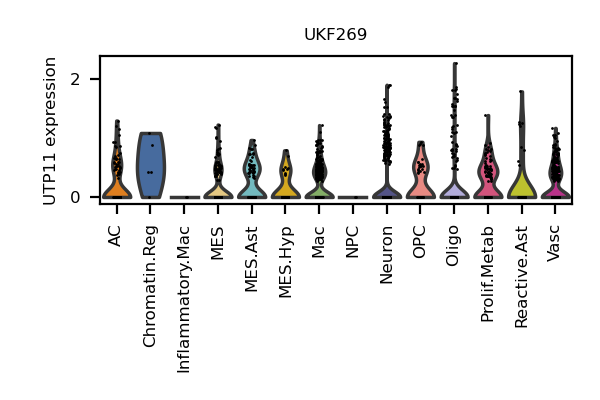 UKF269
UTP11 expression
2
0
AC
Chromatin.Reg
Inflammatory.Mac
MES
MES.Ast
MES.Hyp
Mac
NPC
Neuron
OPC
Oligo
Prolif.Metab
Reactive.Ast
Vasc